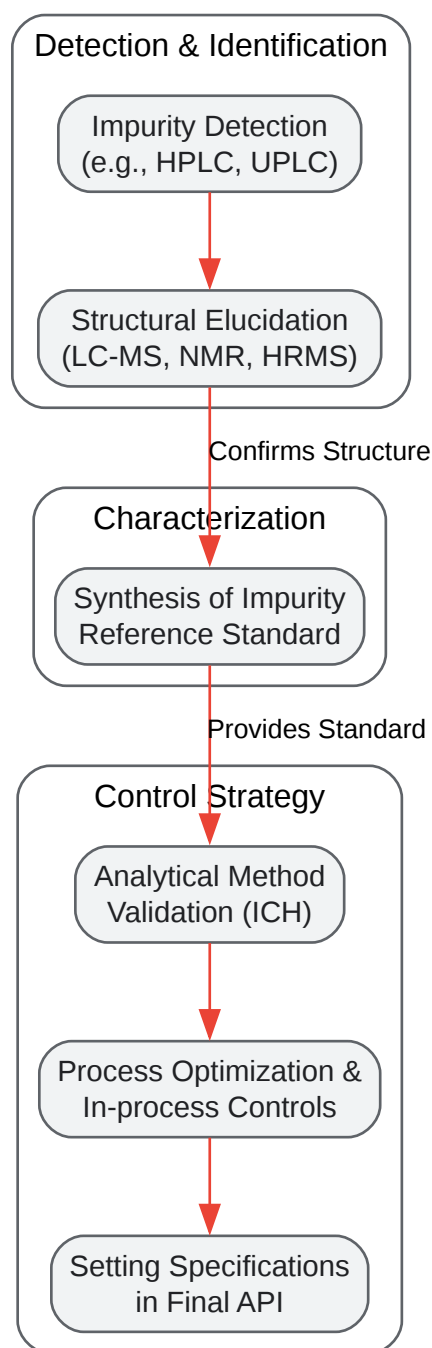 Detection & Identification
Impurity Detection
(e.g., HPLC, UPLC)
Structural Elucidation
(LC-MS, NMR, HRMS)
Confirms Structure
Characterization
Synthesis of Impurity
Reference Standard
Provides Standard
Control Strategy
Analytical Method
Validation (ICH)
Process Optimization &
In-process Controls
Setting Specifications
in Final API